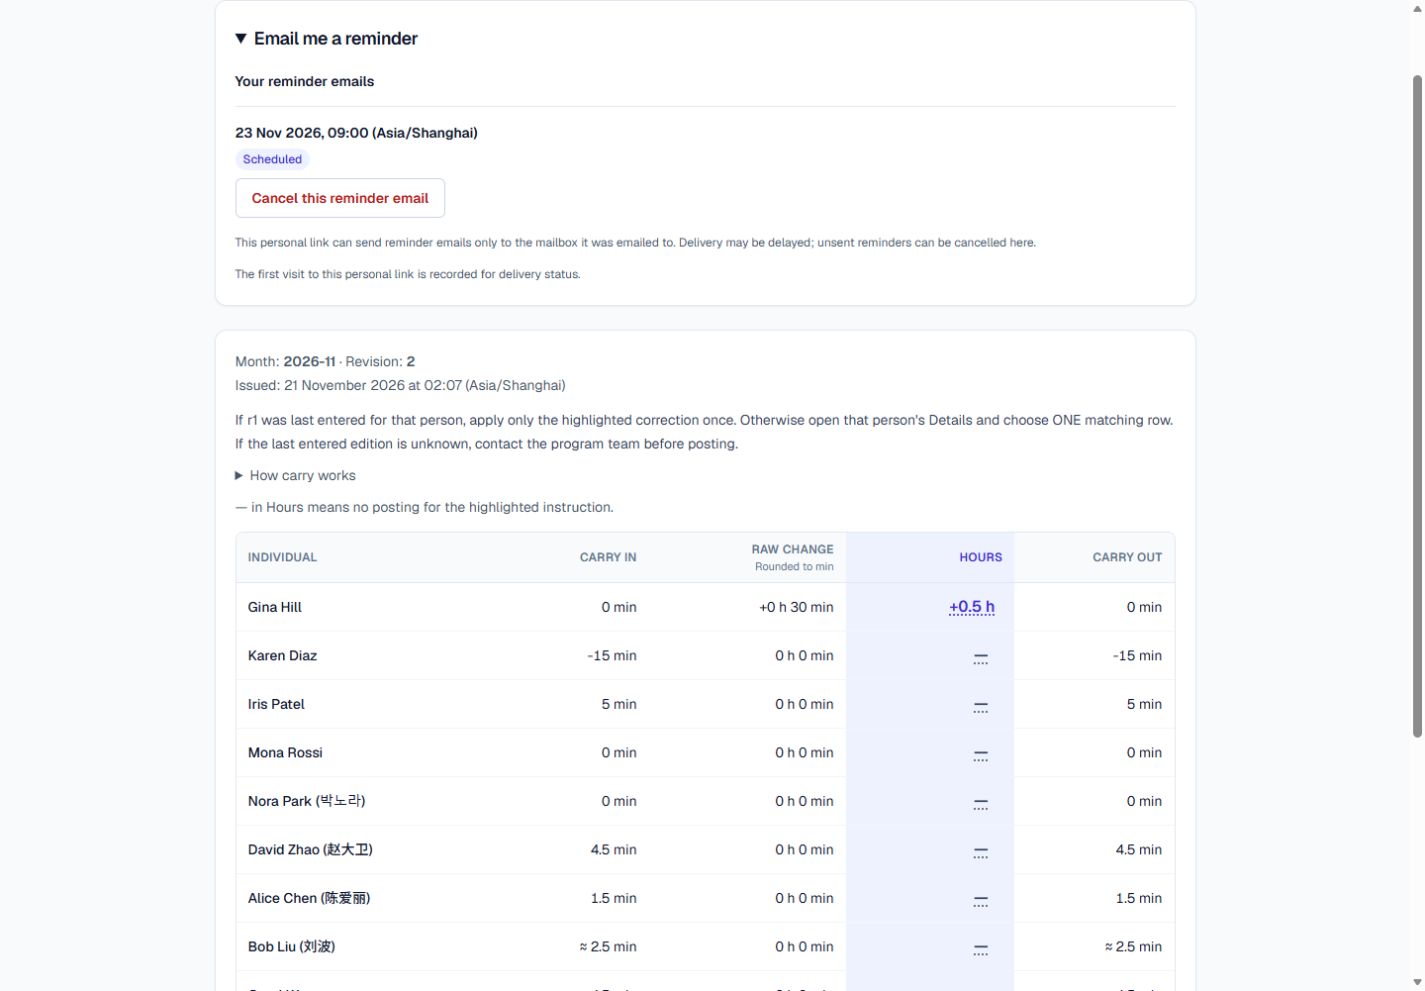 ▼ Email me a reminder
Your reminder emails
23 Nov 2026, 09:00 (Asia/Shanghai)
Scheduled
Cancel this reminder email
This personal link can send reminder emails only to the mailbox it was emailed to. Delivery may be delayed; unsent reminders can be cancelled here.
The first visit to this personal link is recorded for delivery status.
Month: 2026-11 · Revision: 2
Issued: 21 November 2026 at 02:07 (Asia/Shanghai)
If r1 was last entered for that person, apply only the highlighted correction once. Otherwise open that person's Details and choose ONE matching row.
If the last entered edition is unknown, contact the program team before posting.
▶ How carry works
— in Hours means no posting for the highlighted instruction.
INDIVIDUAL CARRY IN RAW CHANGE Rounded to min HOURS CARRY OUT
Gina Hill 0 min +0 h 30 min +0.5 h 0 min
Karen Diaz -15 min 0 h 0 min — -15 min
Iris Patel 5 min 0 h 0 min — 5 min
Mona Rossi 0 min 0 h 0 min — 0 min
Nora Park (박노라) 0 min 0 h 0 min — 0 min
David Zhao (赵大卫) 4.5 min 0 h 0 min — 4.5 min
Alice Chen (陈爱丽) 1.5 min 0 h 0 min — 1.5 min
Bob Liu (刘波) ≈ 2.5 min 0 h 0 min — ≈ 2.5 min